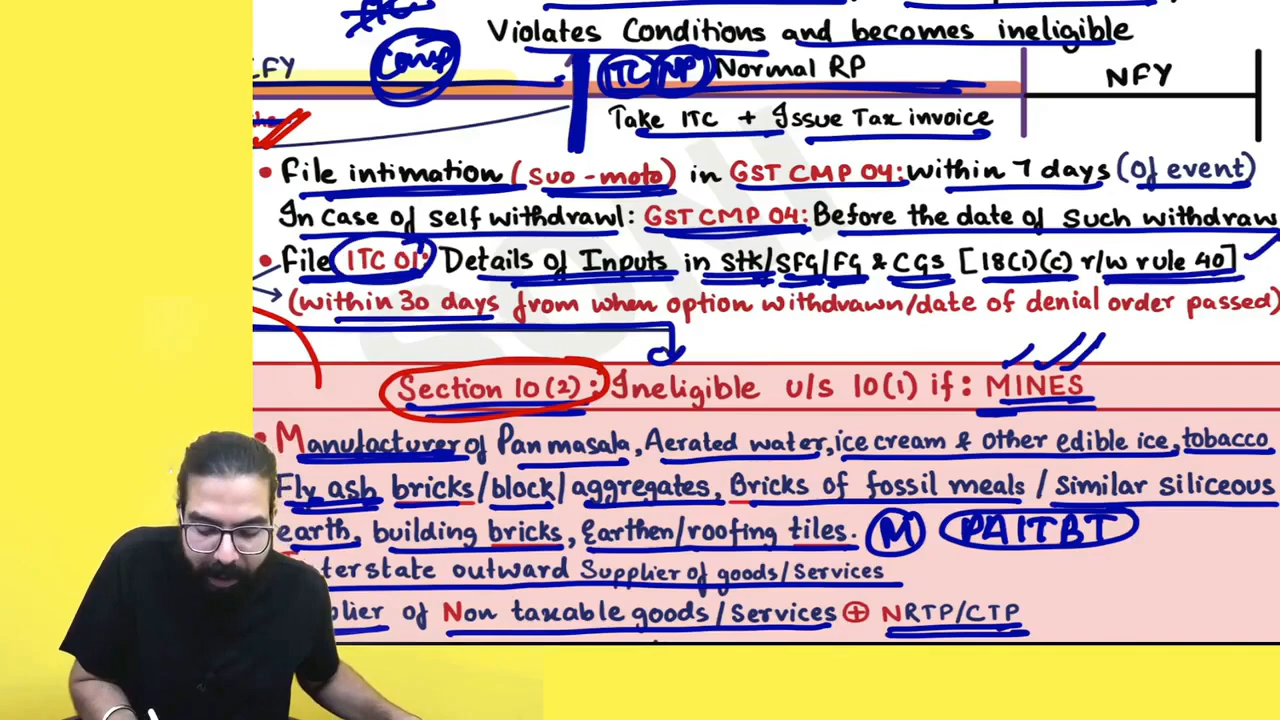 Violates Conditions and becomes ineligible
CFY Comp ITC NP Normal RP NFY
Take ITC + Issue Tax invoice
• File intimation (suo-moto) in GST CMP 04: within 7 days (of event)
In case of self withdrawl: GST CMP 04: Before the date of such withdraw
• File ITC 01: Details of Inputs in Stk/SFG/FG & CGS [18(1)(c) r/w rule 40]
(within 30 days from when option withdrawn/date of denial order passed)
SONI
Section 10(2): Ineligible u/s 10(1) if: MINES
• Manufacturer of Pan masala, Aerated water, ice cream & other edible ice, tobacco
Fly ash bricks/block/aggregates, Bricks of fossil meals / Similar siliceous
earth, building bricks, Earthen/roofing tiles. M PAITBT
terstate outward Supplier of goods/Services
plier of Non taxable goods/Services + NRTP/CTP